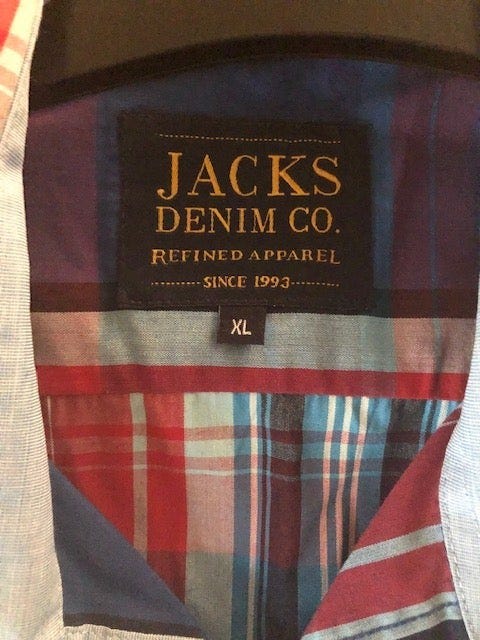 JACKS
DENIM CO.
REFINED APPAREL
SINCE 1993
XL